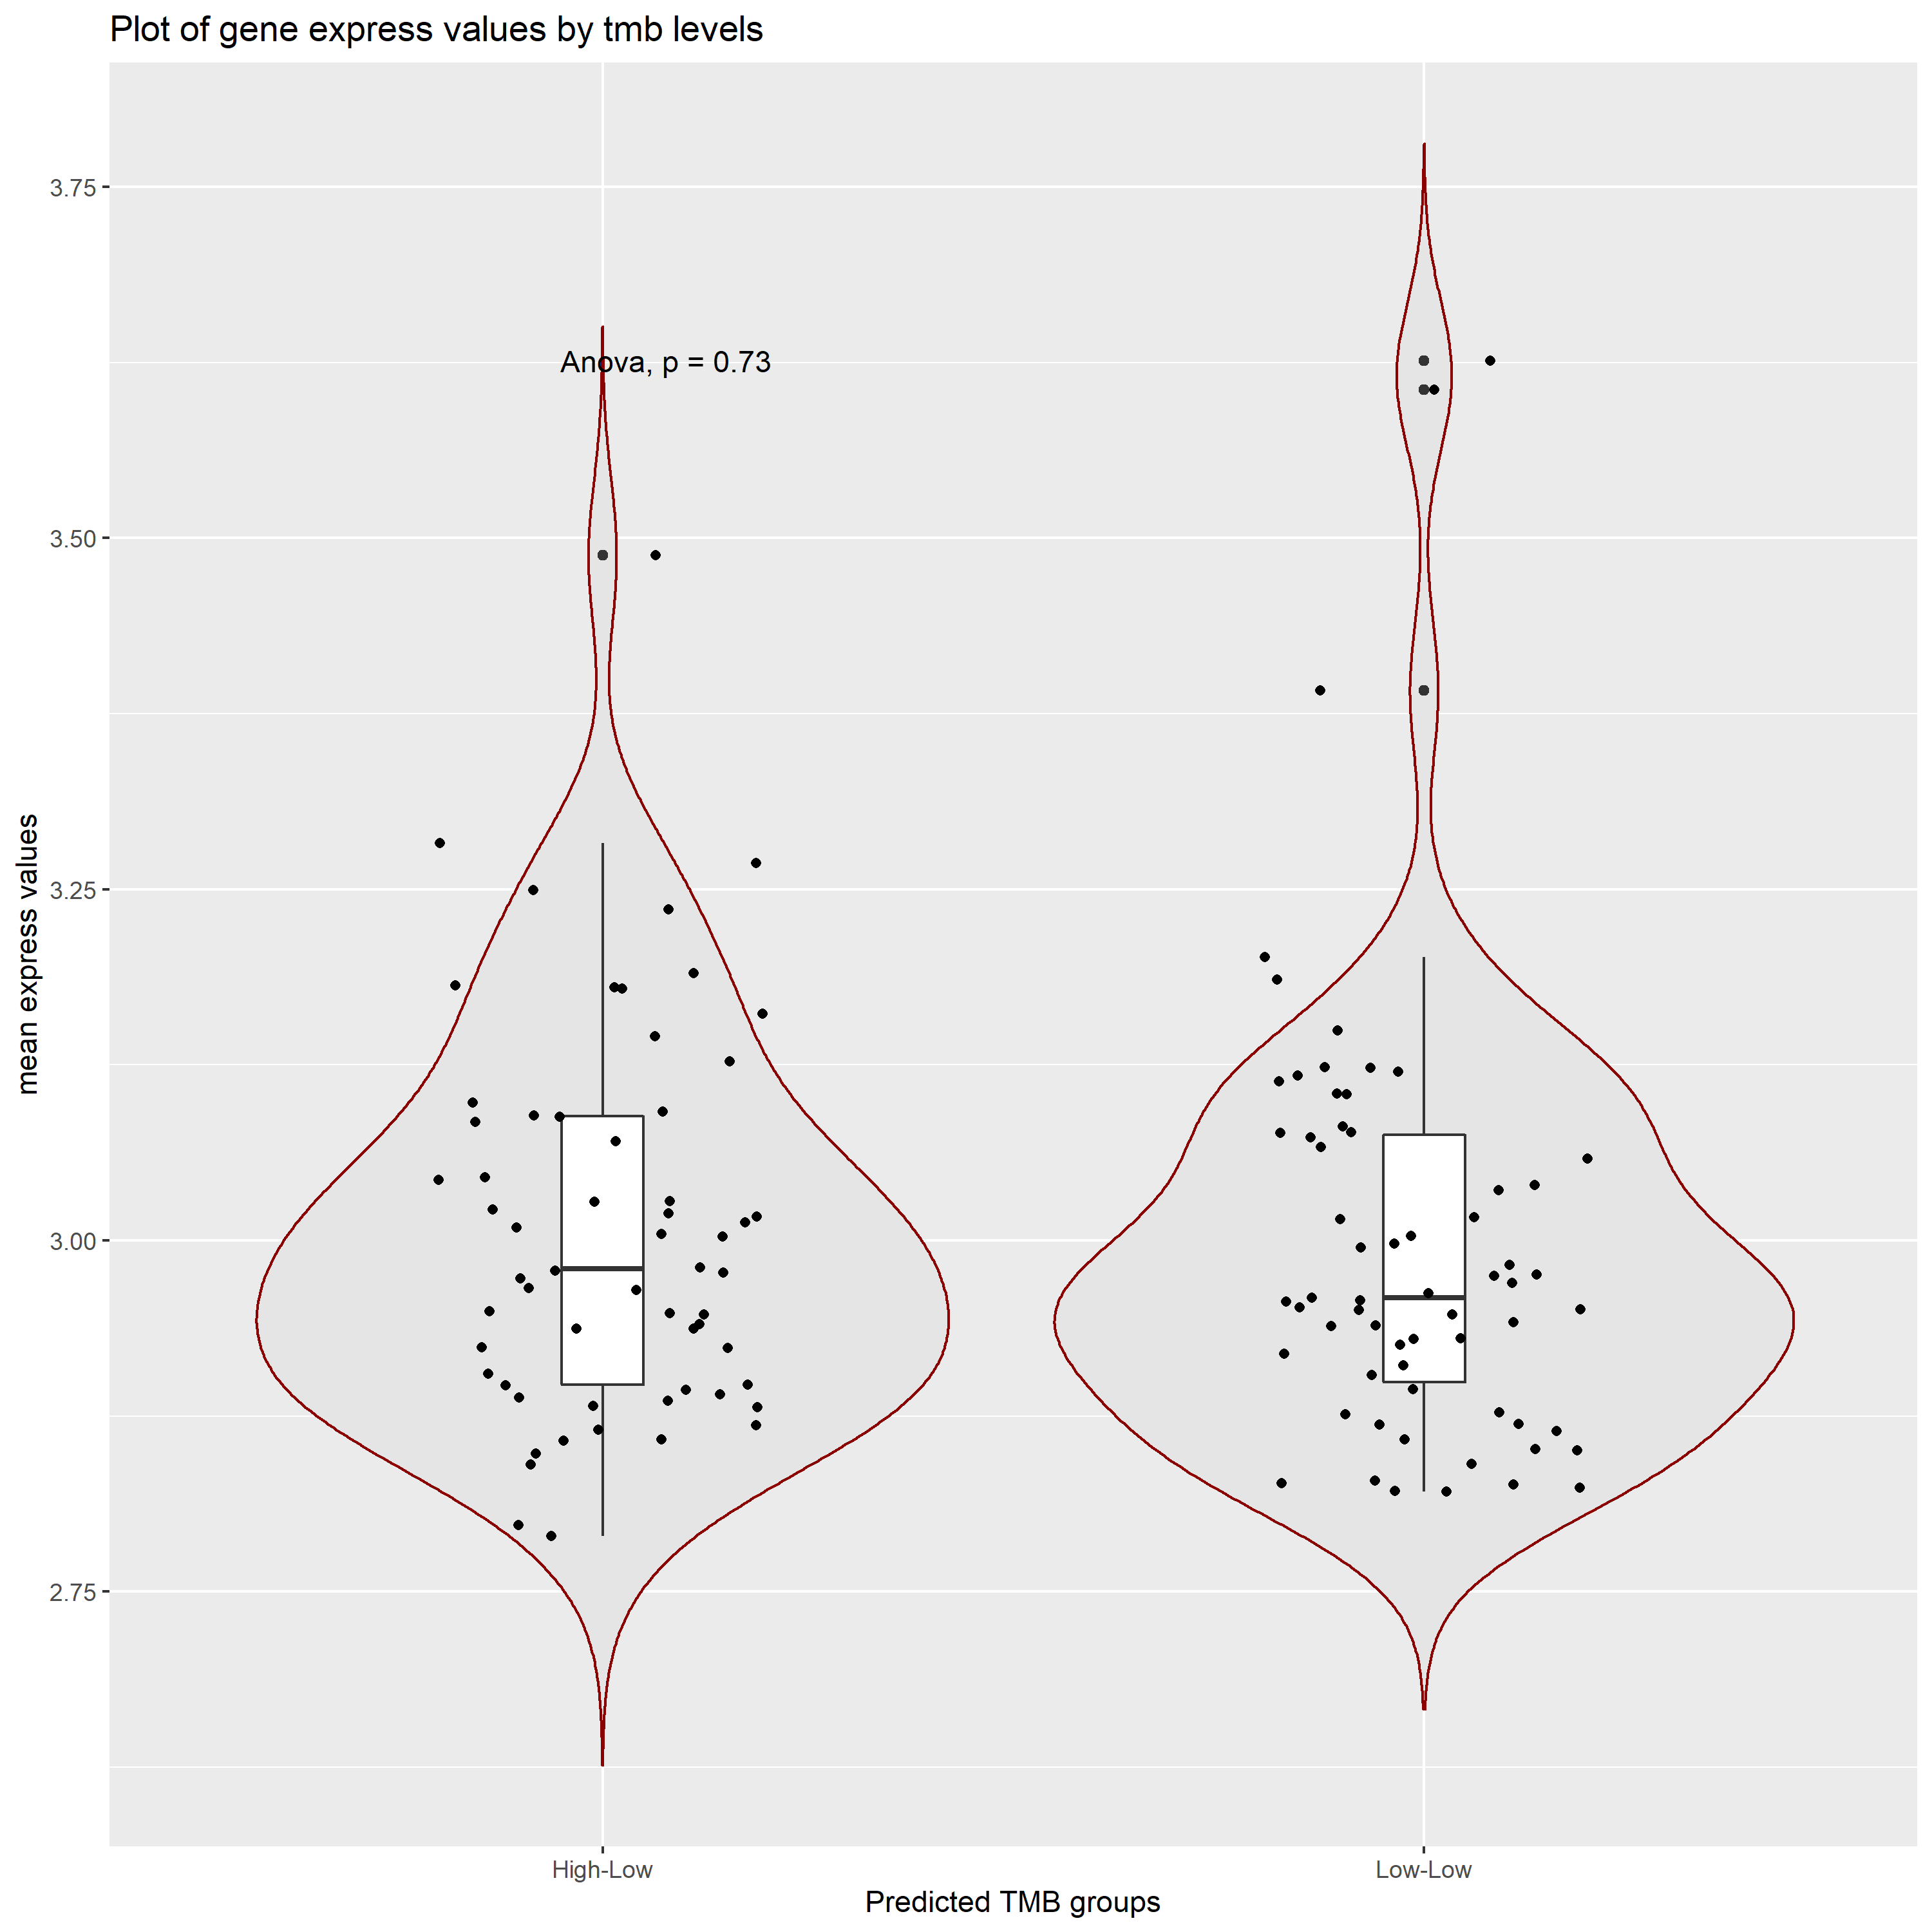 Plot of gene express values by tmb levels
3.75
Anova, p = 0.73
3.50
3.25
mean express values
3.00
2.75
High-Low
Low-Low
Predicted TMB groups